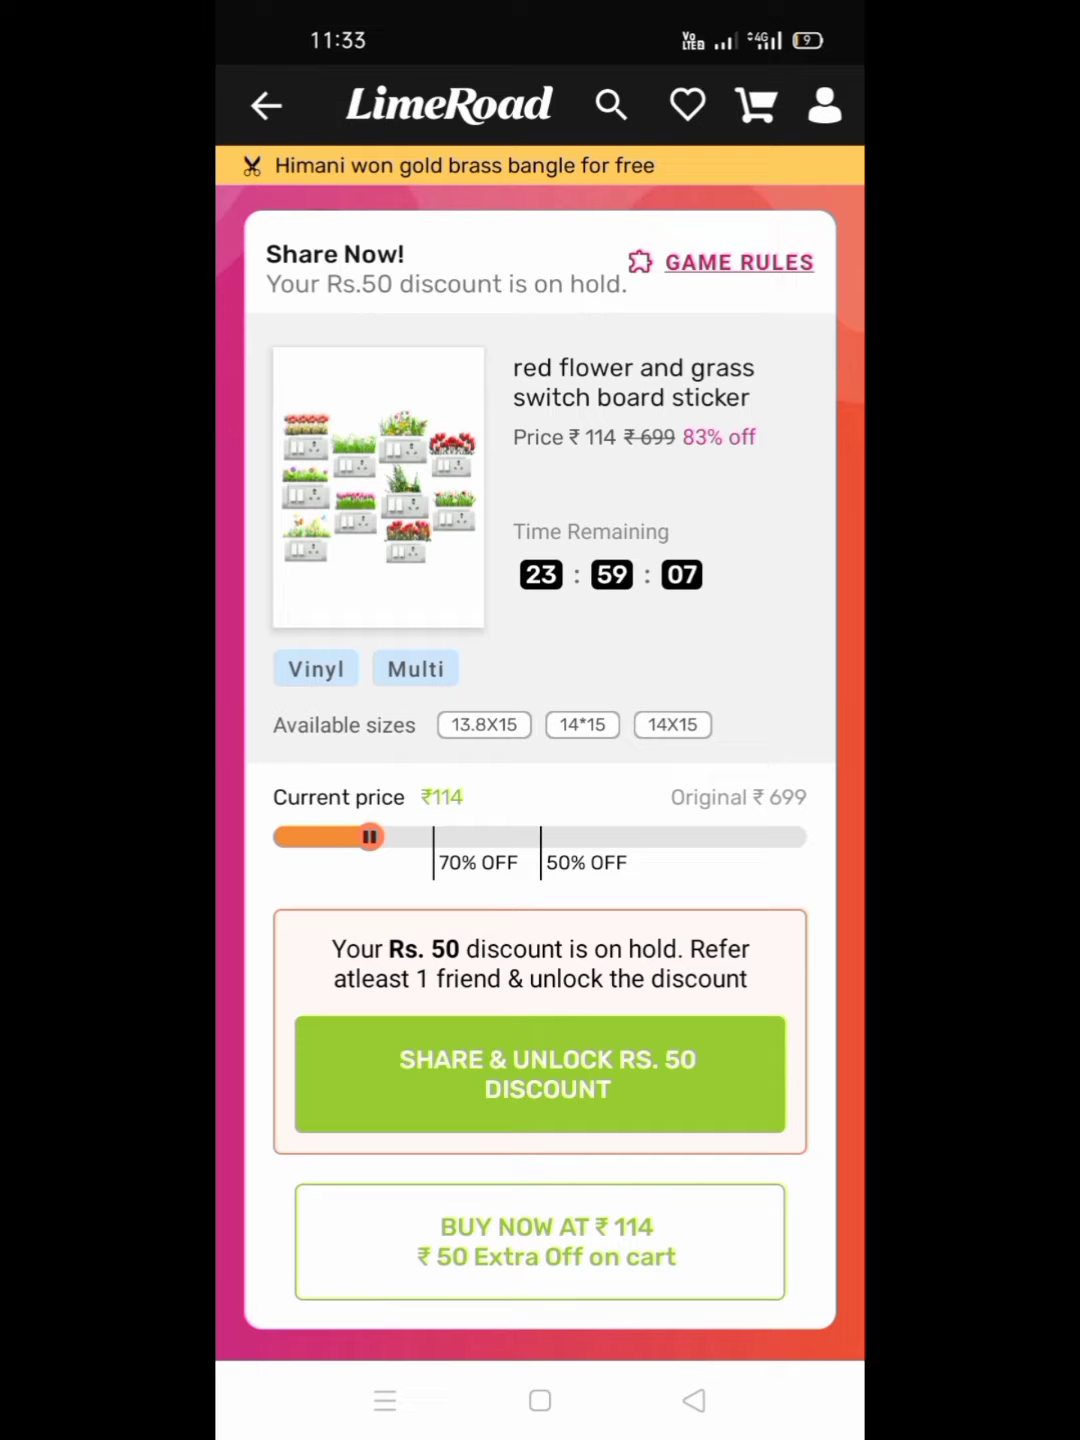 11:33
Vo
LTE2
4G
9
LimeRoad
Himani won gold brass bangle for free
Share Now!
Your Rs.50 discount is on hold.
GAME RULES
red flower and grass
switch board sticker
Price ₹ 114 ₹ 699 83% off
Time Remaining
23 : 59 : 07
Vinyl Multi
Available sizes 13.8X15 14*15 14X15
Current price ₹114 Original ₹ 699
70% OFF 50% OFF
Your Rs. 50 discount is on hold. Refer
atleast 1 friend & unlock the discount
SHARE & UNLOCK RS. 50
DISCOUNT
BUY NOW AT ₹ 114
₹ 50 Extra Off on cart